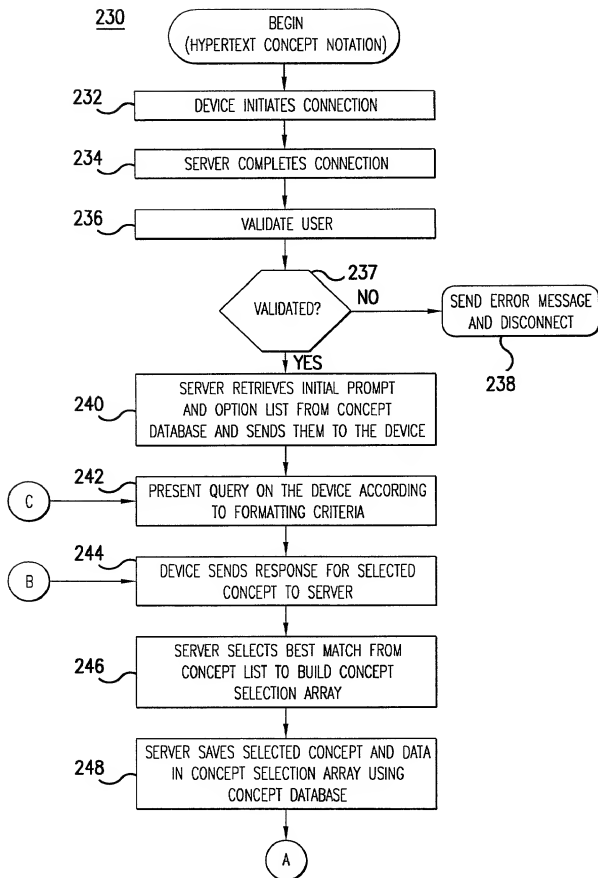 230
BEGIN
(HYPERTEXT CONCEPT NOTATION)
232
DEVICE INITIATES CONNECTION
234
SERVER COMPLETES CONNECTION
236
VALIDATE USER
237
VALIDATED?
NO
SEND ERROR MESSAGE
AND DISCONNECT
238
YES
240
SERVER RETRIEVES INITIAL PROMPT
AND OPTION LIST FROM CONCEPT
DATABASE AND SENDS THEM TO THE DEVICE
242
C
PRESENT QUERY ON THE DEVICE ACCORDING
TO FORMATTING CRITERIA
244
B
DEVICE SENDS RESPONSE FOR SELECTED
CONCEPT TO SERVER
246
SERVER SELECTS BEST MATCH FROM
CONCEPT LIST TO BUILD CONCEPT
SELECTION ARRAY
248
SERVER SAVES SELECTED CONCEPT AND DATA
IN CONCEPT SELECTION ARRAY USING
CONCEPT DATABASE
A